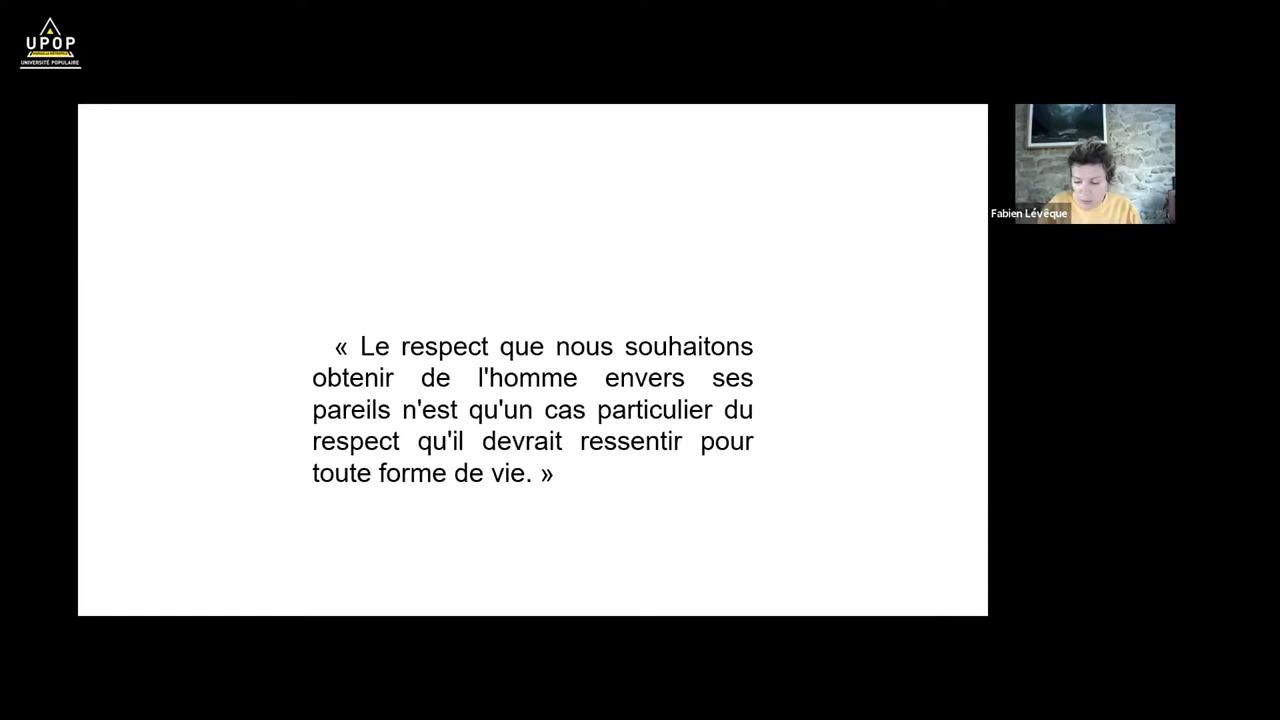 UPOP
UNIVERSITÉ POPULAIRE
Fabien Lévêque
« Le respect que nous souhaitons
obtenir de l'homme envers ses
pareils n'est qu'un cas particulier du
respect qu'il devrait ressentir pour
toute forme de vie. »